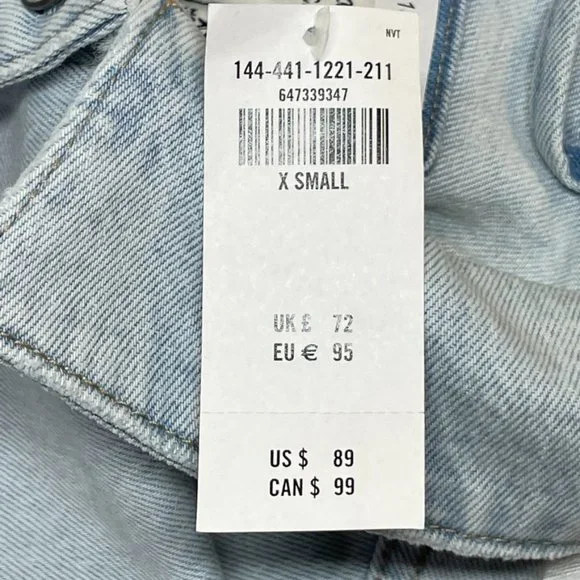 NVT
144-441-1221-211
647339347
X SMALL
UK £ 72
EU € 95
US $ 89
CAN $ 99